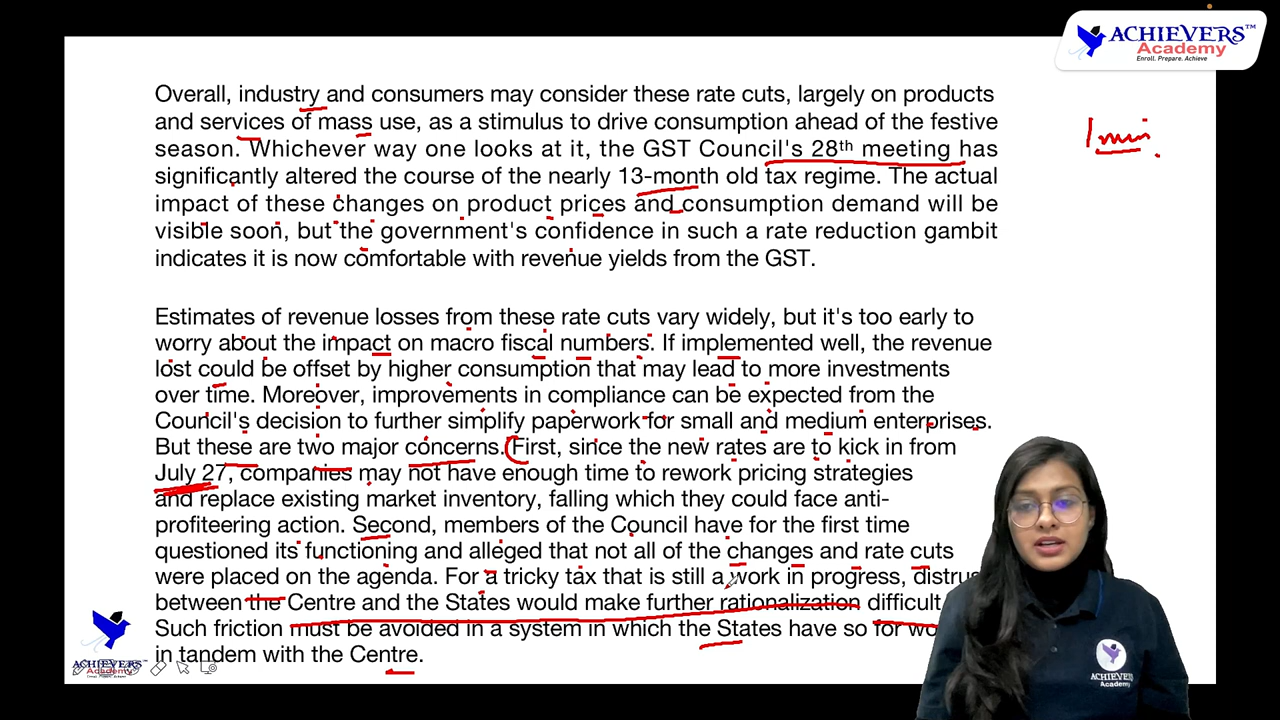 ACHIEVERS™
Academy
Enroll. Prepare. Achieve
1 min
Overall, industry and consumers may consider these rate cuts, largely on products
and services of mass use, as a stimulus to drive consumption ahead of the festive
season. Whichever way one looks at it, the GST Council's 28th meeting has
significantly altered the course of the nearly 13-month old tax regime. The actual
impact of these changes on product prices and consumption demand will be
visible soon, but the government's confidence in such a rate reduction gambit
indicates it is now comfortable with revenue yields from the GST.
Estimates of revenue losses from these rate cuts vary widely, but it's too early to
worry about the impact on macro fiscal numbers. If implemented well, the revenue
lost could be offset by higher consumption that may lead to more investments
over time. Moreover, improvements in compliance can be expected from the
Council's decision to further simplify paperwork for small and medium enterprises.
But these are two major concerns. First, since the new rates are to kick in from
July 27, companies may not have enough time to rework pricing strategies
and replace existing market inventory, falling which they could face anti-
profiteering action. Second, members of the Council have for the first time
questioned its functioning and alleged that not all of the changes and rate cuts
were placed on the agenda. For a tricky tax that is still a work in progress,
between the Centre and the States would make further rationalization difficult
Such friction must be avoided in a system in which the States have so for
in tandem with the Centre.
ACHIEVERS
Academy
ACHIEVERS
Academy